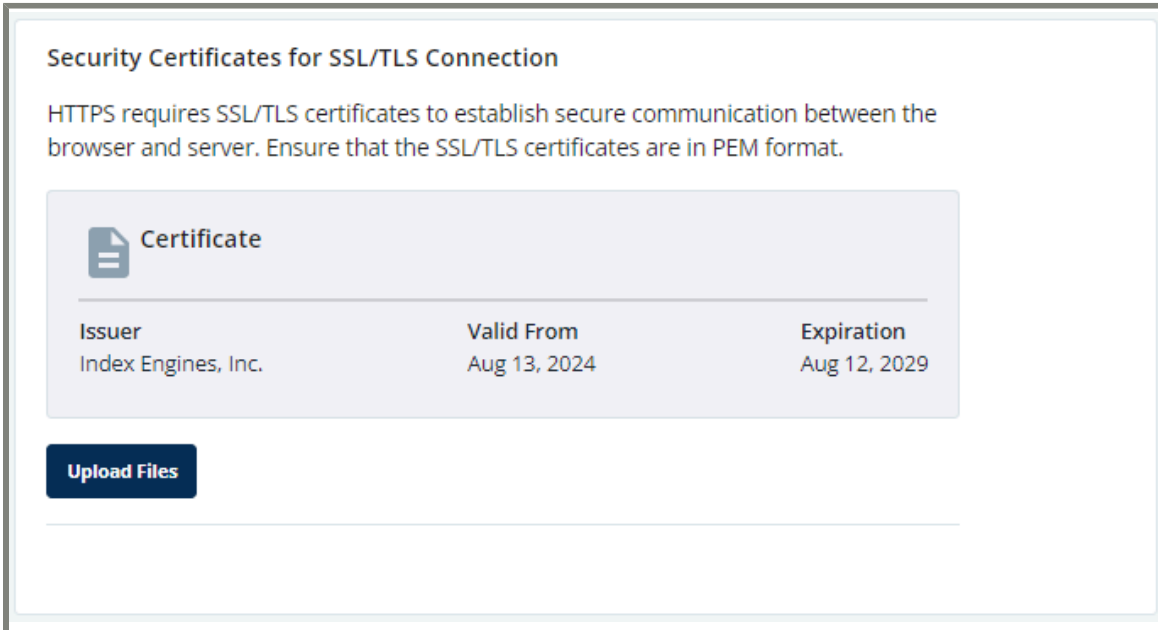 Security Certificates for SSL/TLS Connection
HTTPS requires SSL/TLS certificates to establish secure communication between the
browser and server. Ensure that the SSL/TLS certificates are in PEM format.
Certificate
Issuer Valid From Expiration
Index Engines, Inc. Aug 13, 2024 Aug 12, 2029
Upload Files